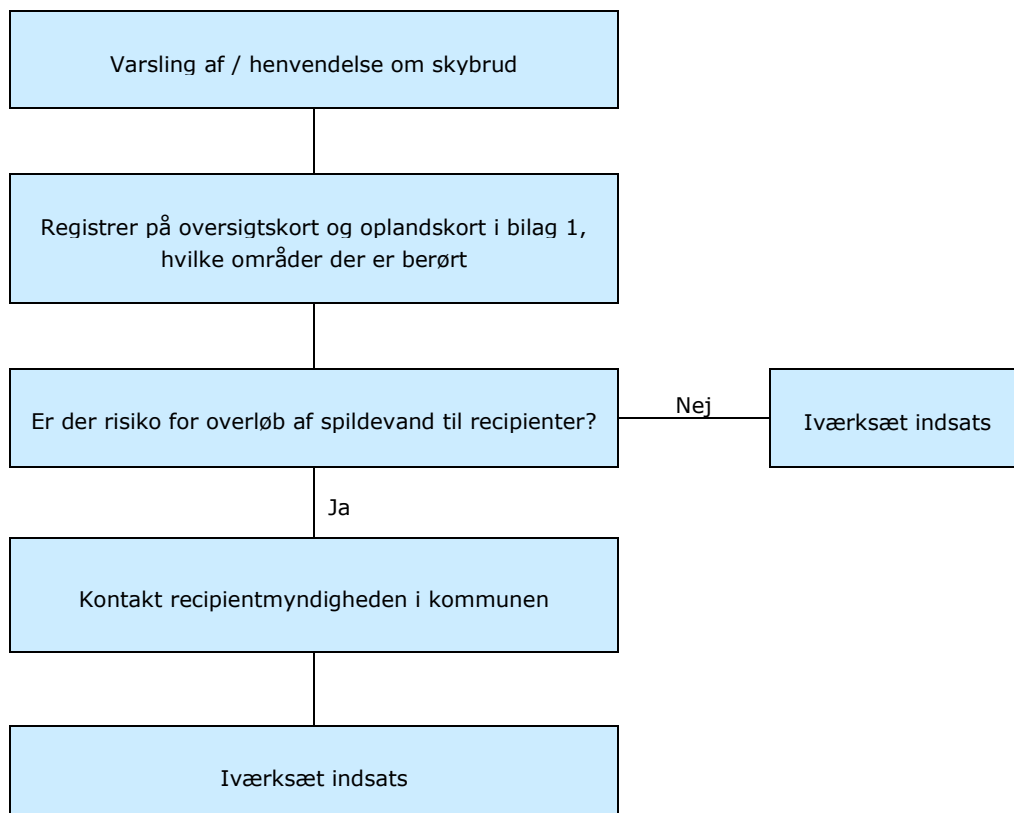 Varsling af / henvendelse om skybrud
Registrer på oversigtskort og oplandskort i bilag 1,
hvilke områder der er berørt
Er der risiko for overløb af spildevand til recipienter?
Nej
Iværksæt indsats
Ja
Kontakt recipientmyndigheden i kommunen
Iværksæt indsats